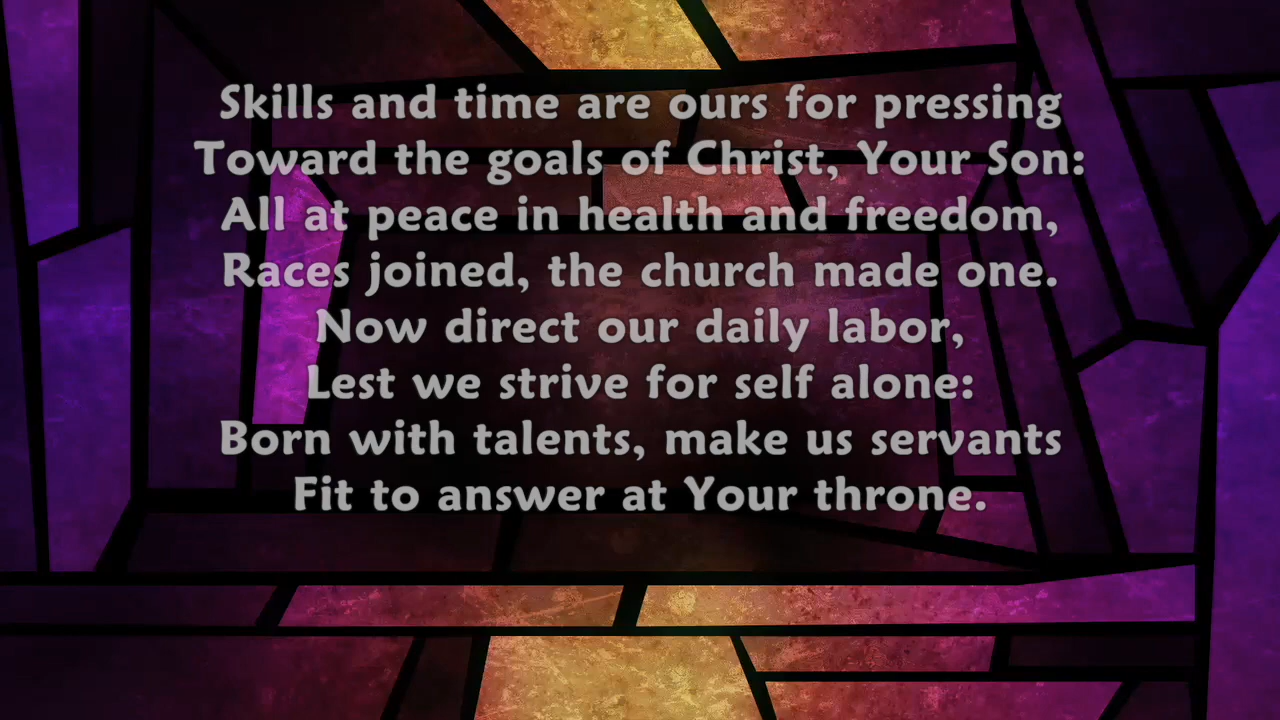 Skills and time are ours for pressing
Toward the goals of Christ, Your Son:
All at peace in health and freedom,
Races joined, the church made one.
Now direct our daily labor,
Lest we strive for self alone:
Born with talents, make us servants
Fit to answer at Your throne.